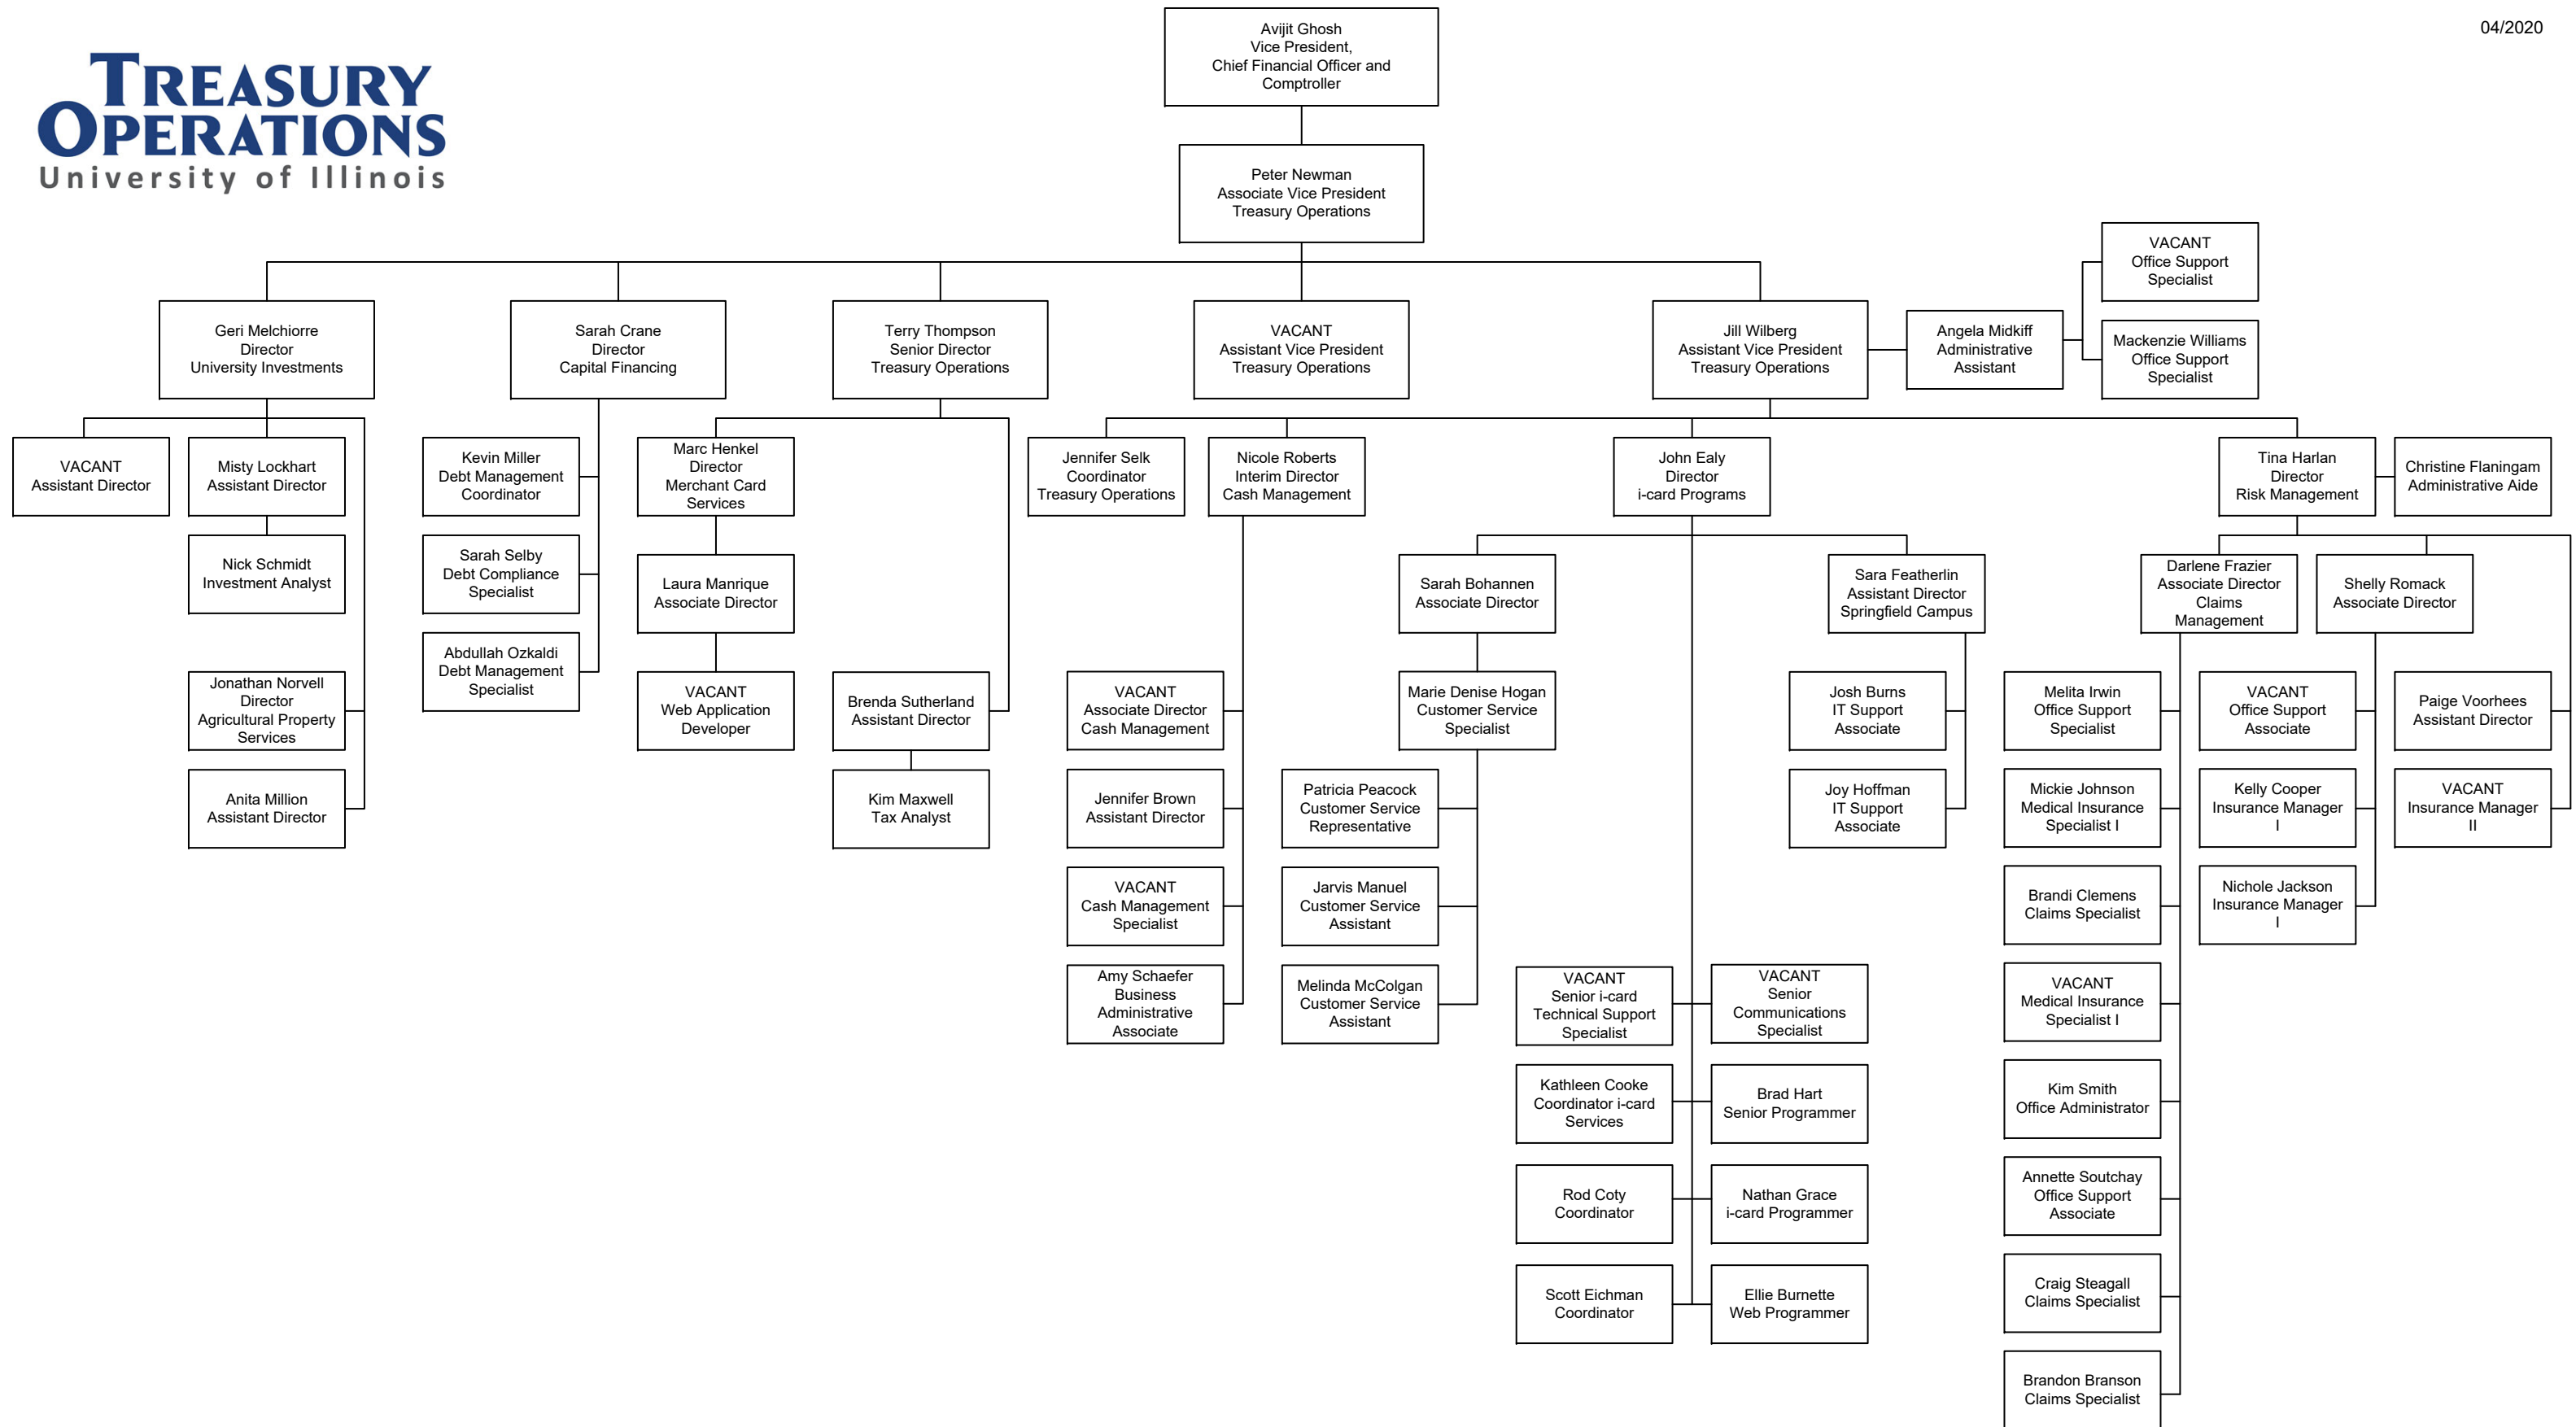 04/2020
TREASURY
OPERATIONS
University of Illinois
Avijit Ghosh
Vice President,
Chief Financial Officer and
Comptroller
Peter Newman
Associate Vice President
Treasury Operations
VACANT
Office Support
Specialist
Mackenzie Williams
Office Support
Specialist
Geri Melchiorre
Director
University Investments
Sarah Crane
Director
Capital Financing
Terry Thompson
Senior Director
Treasury Operations
VACANT
Assistant Vice President
Treasury Operations
Jill Wilberg
Assistant Vice President
Treasury Operations
Angela Midkiff
Administrative
Assistant
VACANT
Assistant Director
Misty Lockhart
Assistant Director
Nick Schmidt
Investment Analyst
Jonathan Norvell
Director
Agricultural Property
Services
Anita Million
Assistant Director
Kevin Miller
Debt Management
Coordinator
Sarah Selby
Debt Compliance
Specialist
Abdullah Ozkaldi
Debt Management
Specialist
Marc Henkel
Director
Merchant Card
Services
Laura Manrique
Associate Director
VACANT
Web Application
Developer
Brenda Sutherland
Assistant Director
Kim Maxwell
Tax Analyst
Jennifer Selk
Coordinator
Treasury Operations
Nicole Roberts
Interim Director
Cash Management
VACANT
Associate Director
Cash Management
Jennifer Brown
Assistant Director
VACANT
Cash Management
Specialist
Amy Schaefer
Business
Administrative
Associate
John Ealy
Director
i-card Programs
Sarah Bohannen
Associate Director
Marie Denise Hogan
Customer Service
Specialist
Patricia Peacock
Customer Service
Representative
Jarvis Manuel
Customer Service
Assistant
Melinda McColgan
Customer Service
Assistant
Sara Featherlin
Assistant Director
Springfield Campus
Josh Burns
IT Support
Associate
Joy Hoffman
IT Support
Associate
VACANT
Senior i-card
Technical Support
Specialist
VACANT
Senior
Communications
Specialist
Kathleen Cooke
Coordinator i-card
Services
Brad Hart
Senior Programmer
Rod Coty
Coordinator
Nathan Grace
i-card Programmer
Scott Eichman
Coordinator
Ellie Burnette
Web Programmer
Tina Harlan
Director
Risk Management
Christine Flaningam
Administrative Aide
Darlene Frazier
Associate Director
Claims
Management
Shelly Romack
Associate Director
Melita Irwin
Office Support
Specialist
Mickie Johnson
Medical Insurance
Specialist I
Brandi Clemens
Claims Specialist
VACANT
Medical Insurance
Specialist I
Kim Smith
Office Administrator
Annette Soutchay
Office Support
Associate
Craig Steagall
Claims Specialist
Brandon Branson
Claims Specialist
VACANT
Office Support
Associate
Kelly Cooper
Insurance Manager
I
Nichole Jackson
Insurance Manager
I
Paige Voorhees
Assistant Director
VACANT
Insurance Manager
II